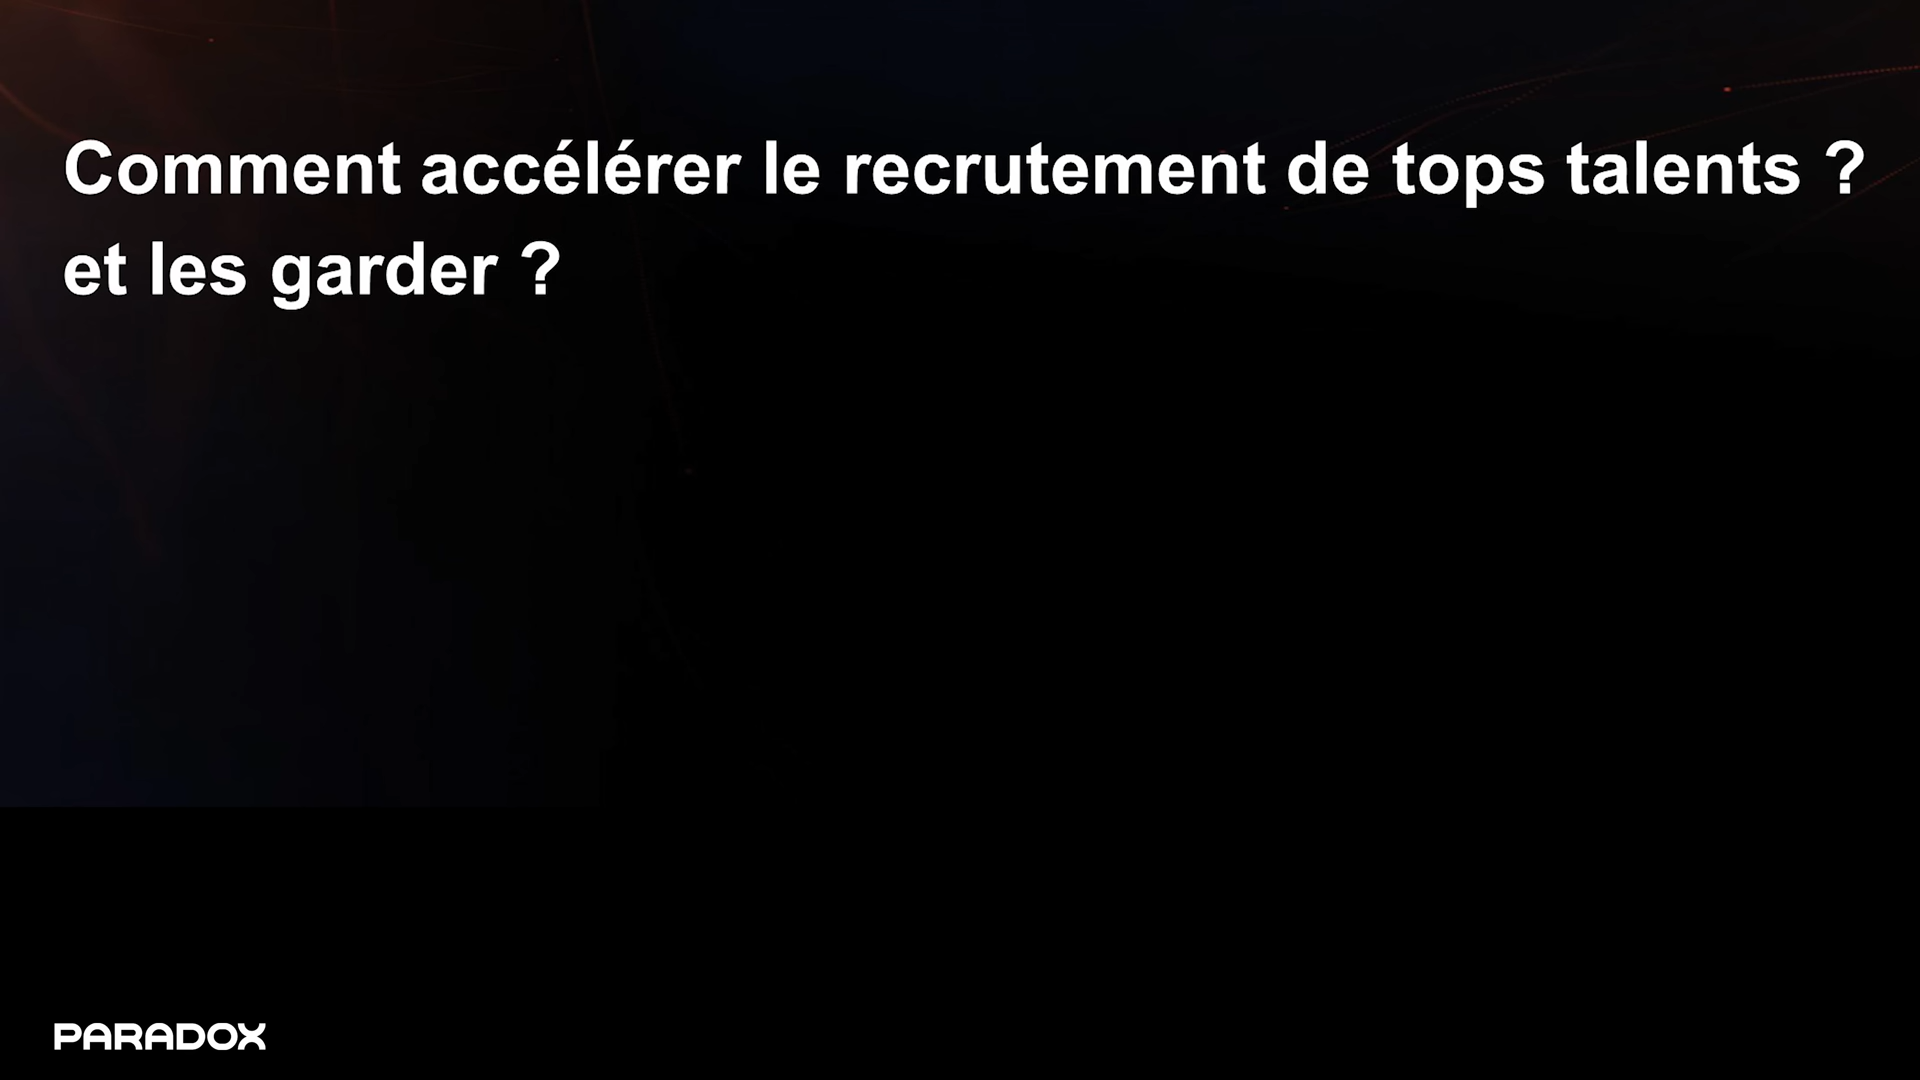 Comment accélérer le recrutement de tops talents ?
et les garder ?
PARADOX